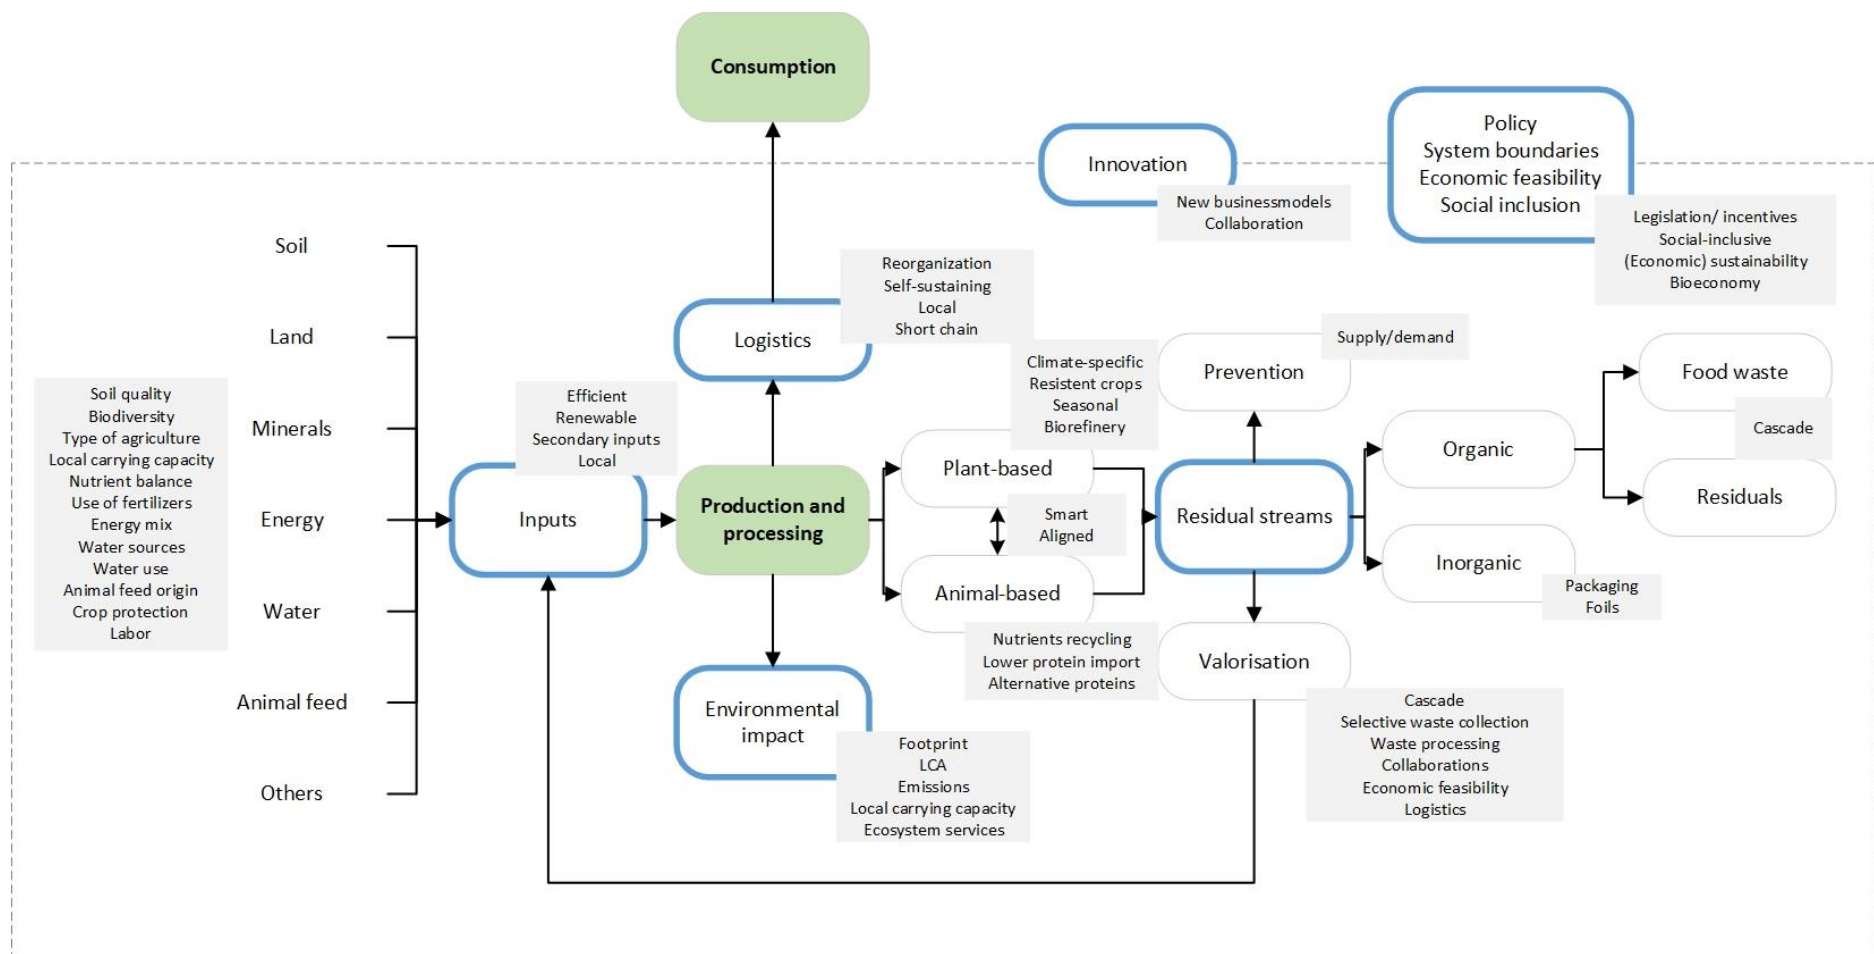 Consumption
Innovation
New businessmodels
Collaboration
Policy
System boundaries
Economic feasibility
Social inclusion
Legislation/ incentives
Social-inclusive
(Economic) sustainability
Bioeconomy
Soil
Land
Minerals
Energy
Water
Animal feed
Others
Soil quality
Biodiversity
Type of agriculture
Local carrying capacity
Nutrient balance
Use of fertilizers
Energy mix
Water sources
Water use
Animal feed origin
Crop protection
Labor
Efficient
Renewable
Secondary inputs
Local
Inputs
Logistics
Reorganization
Self-sustaining
Local
Short chain
Production and
processing
Environmental
impact
Footprint
LCA
Emissions
Local carrying capacity
Ecosystem services
Climate-specific
Resistent crops
Seasonal
Biorefinery
Plant-based
Smart
Aligned
Animal-based
Nutrients recycling
Lower protein import
Alternative proteins
Prevention
Supply/demand
Residual streams
Valorisation
Cascade
Selective waste collection
Waste processing
Collaborations
Economic feasibility
Logistics
Organic
Inorganic
Packaging
Foils
Food waste
Cascade
Residuals